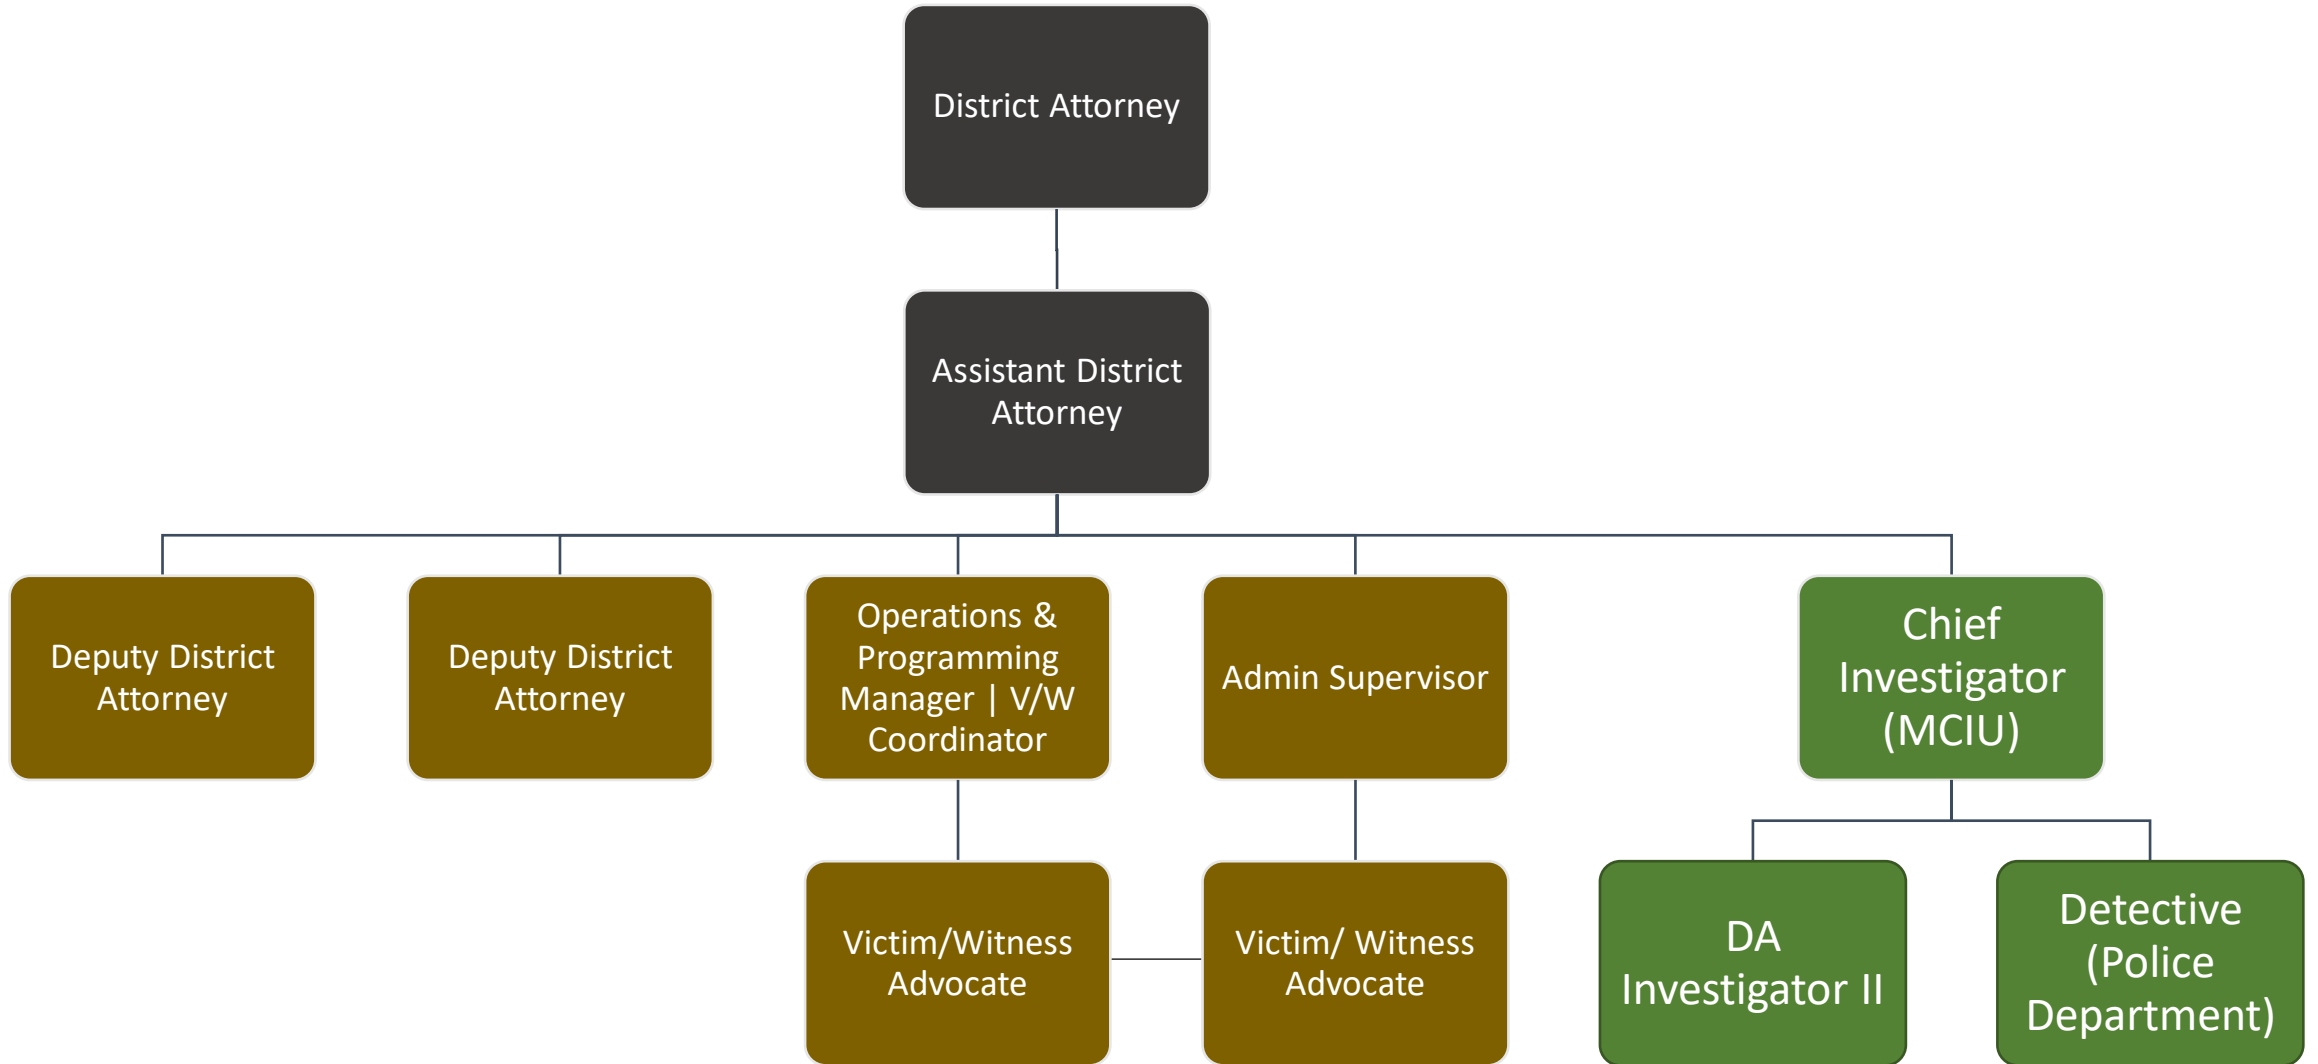 District Attorney
Assistant District
Attorney
Deputy District
Attorney
Deputy District
Attorney
Operations &
Programming
Manager | V/W
Coordinator
Admin Supervisor
Chief
Investigator
(MCIU)
Victim/Witness
Advocate
Victim/ Witness
Advocate
DA
Investigator II
Detective
(Police
Department)